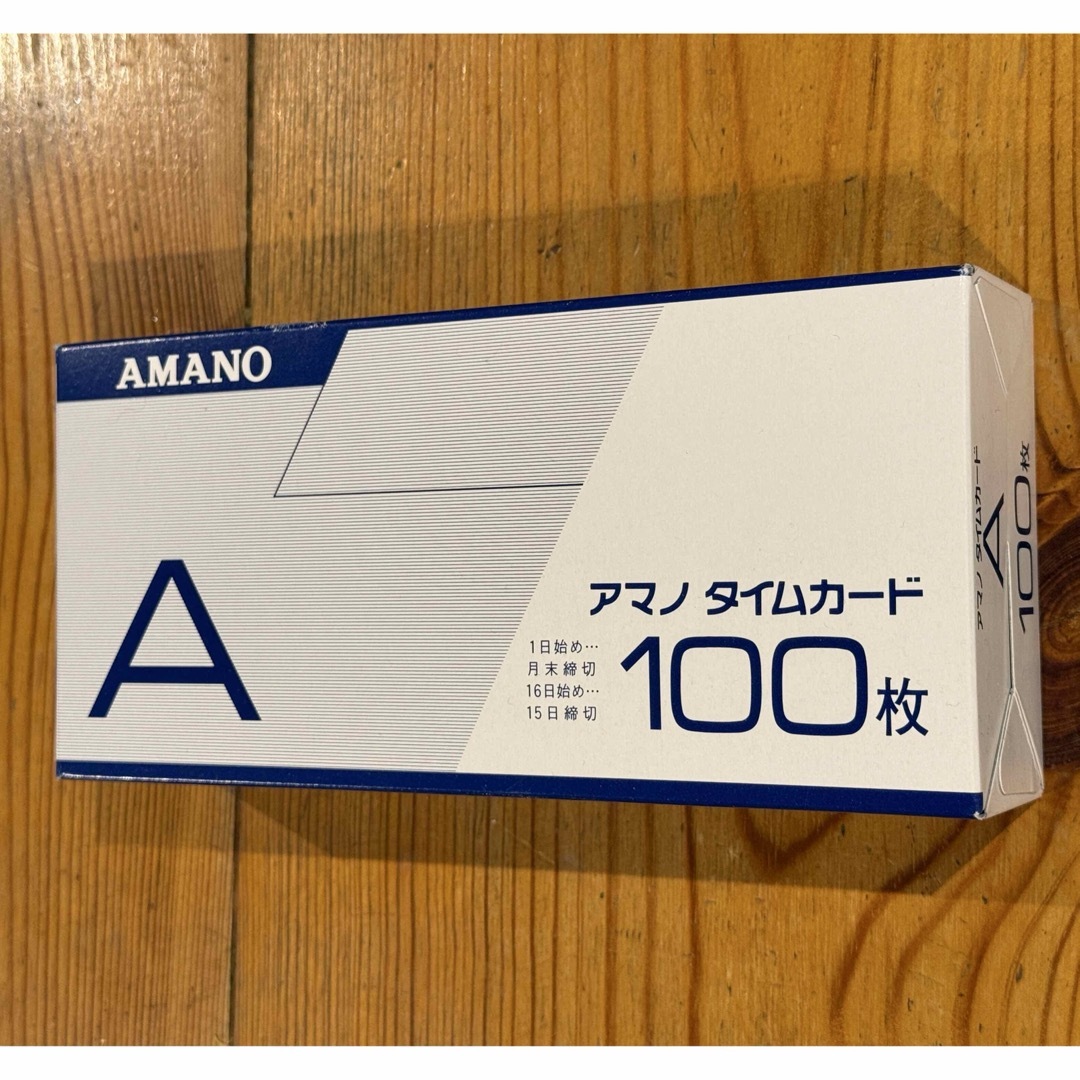 AMANO
A
アマノ タイムカード
1日始め…
月末締切
16日始め…
15日締切
100枚
アマノ タイムカード
A
100枚